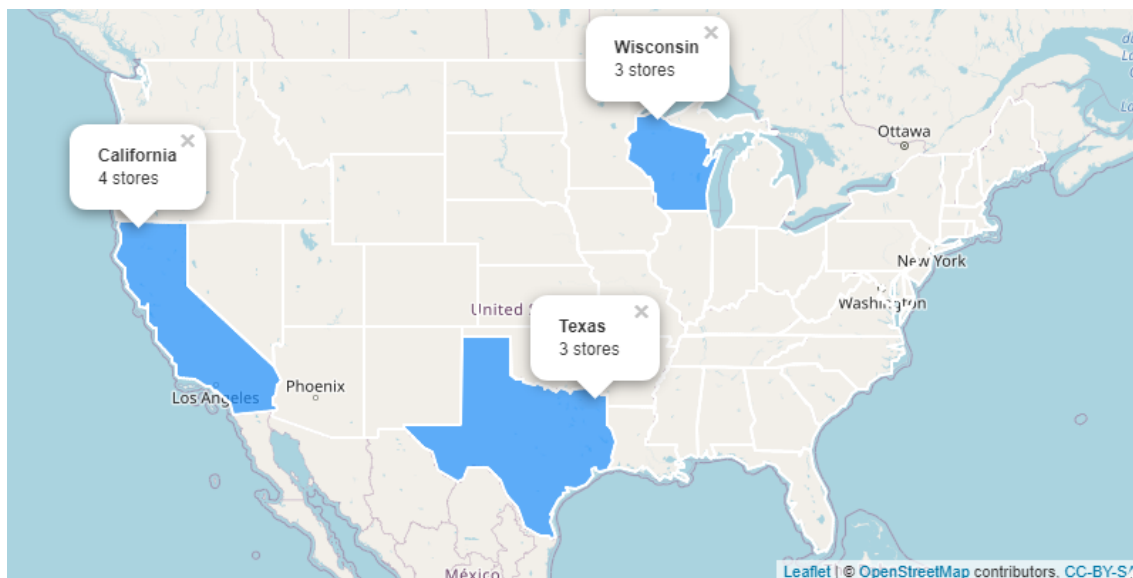 Wisconsin
3 stores
×
Ottawa
California
4 stores
×
New York
Washington
United S
Texas
3 stores
×
Phoenix
Los Angeles
México
Leaflet | © OpenStreetMap contributors, CC-BY-SA